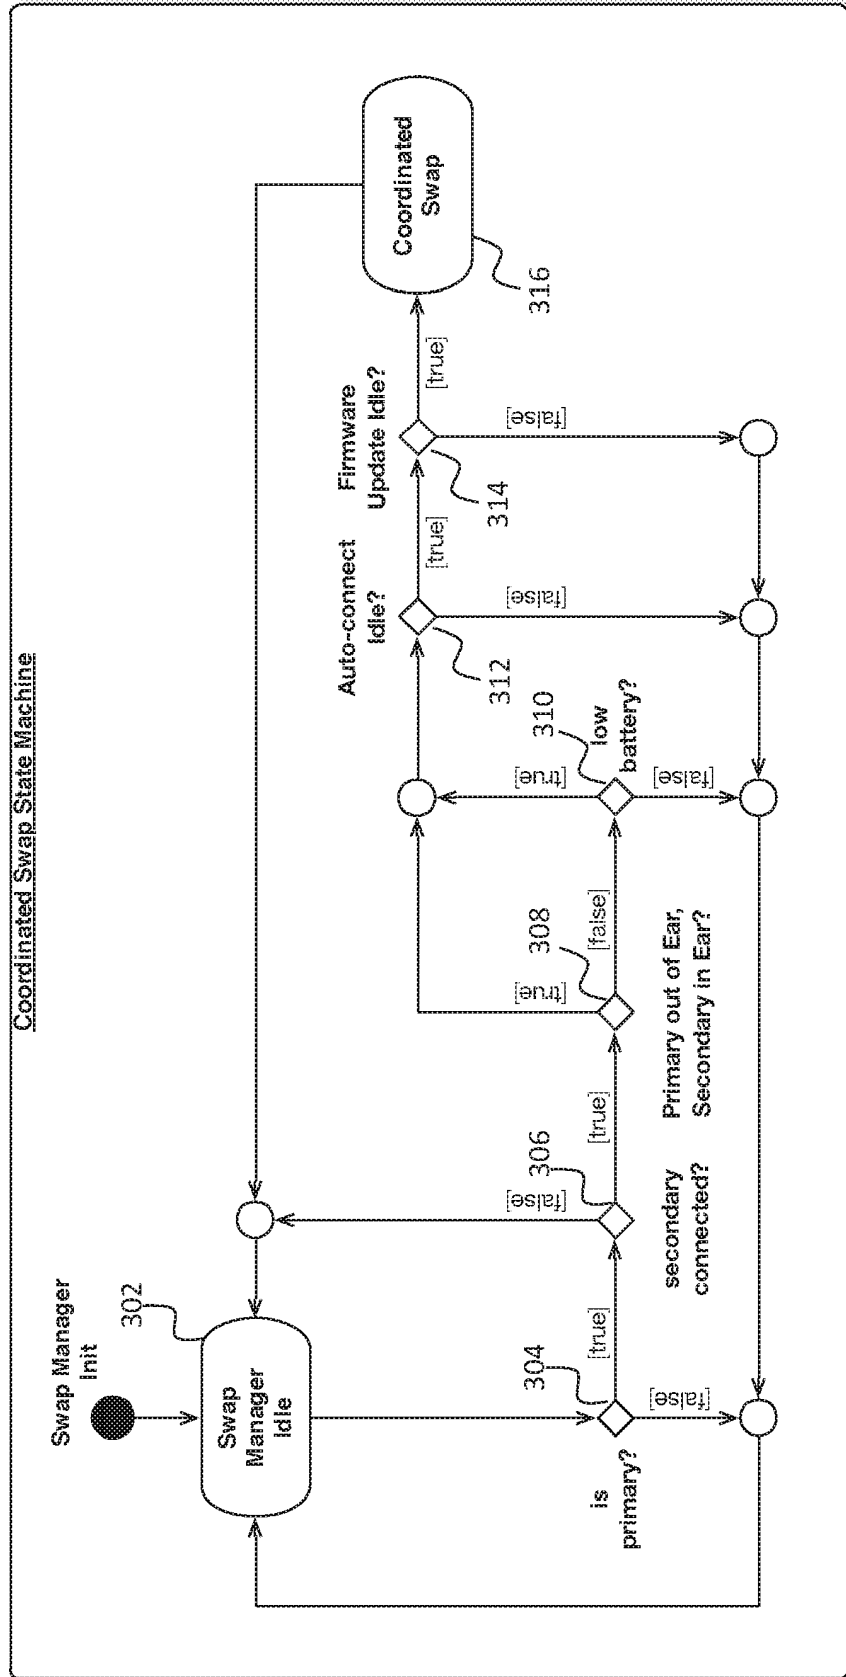 Coordinated Swap State Machine
Swap Manager
Init
302
Swap
Manager
Idle
is
primary?
304
[true]
[false]
306
secondary
connected?
[false]
[true]
308
Primary out of Ear,
Secondary in Ear?
[true]
[false]
310
low
battery?
[true]
[false]
Auto-connect
Idle?
312
[true]
[false]
Firmware
Update Idle?
314
[true]
[false]
Coordinated
Swap
316